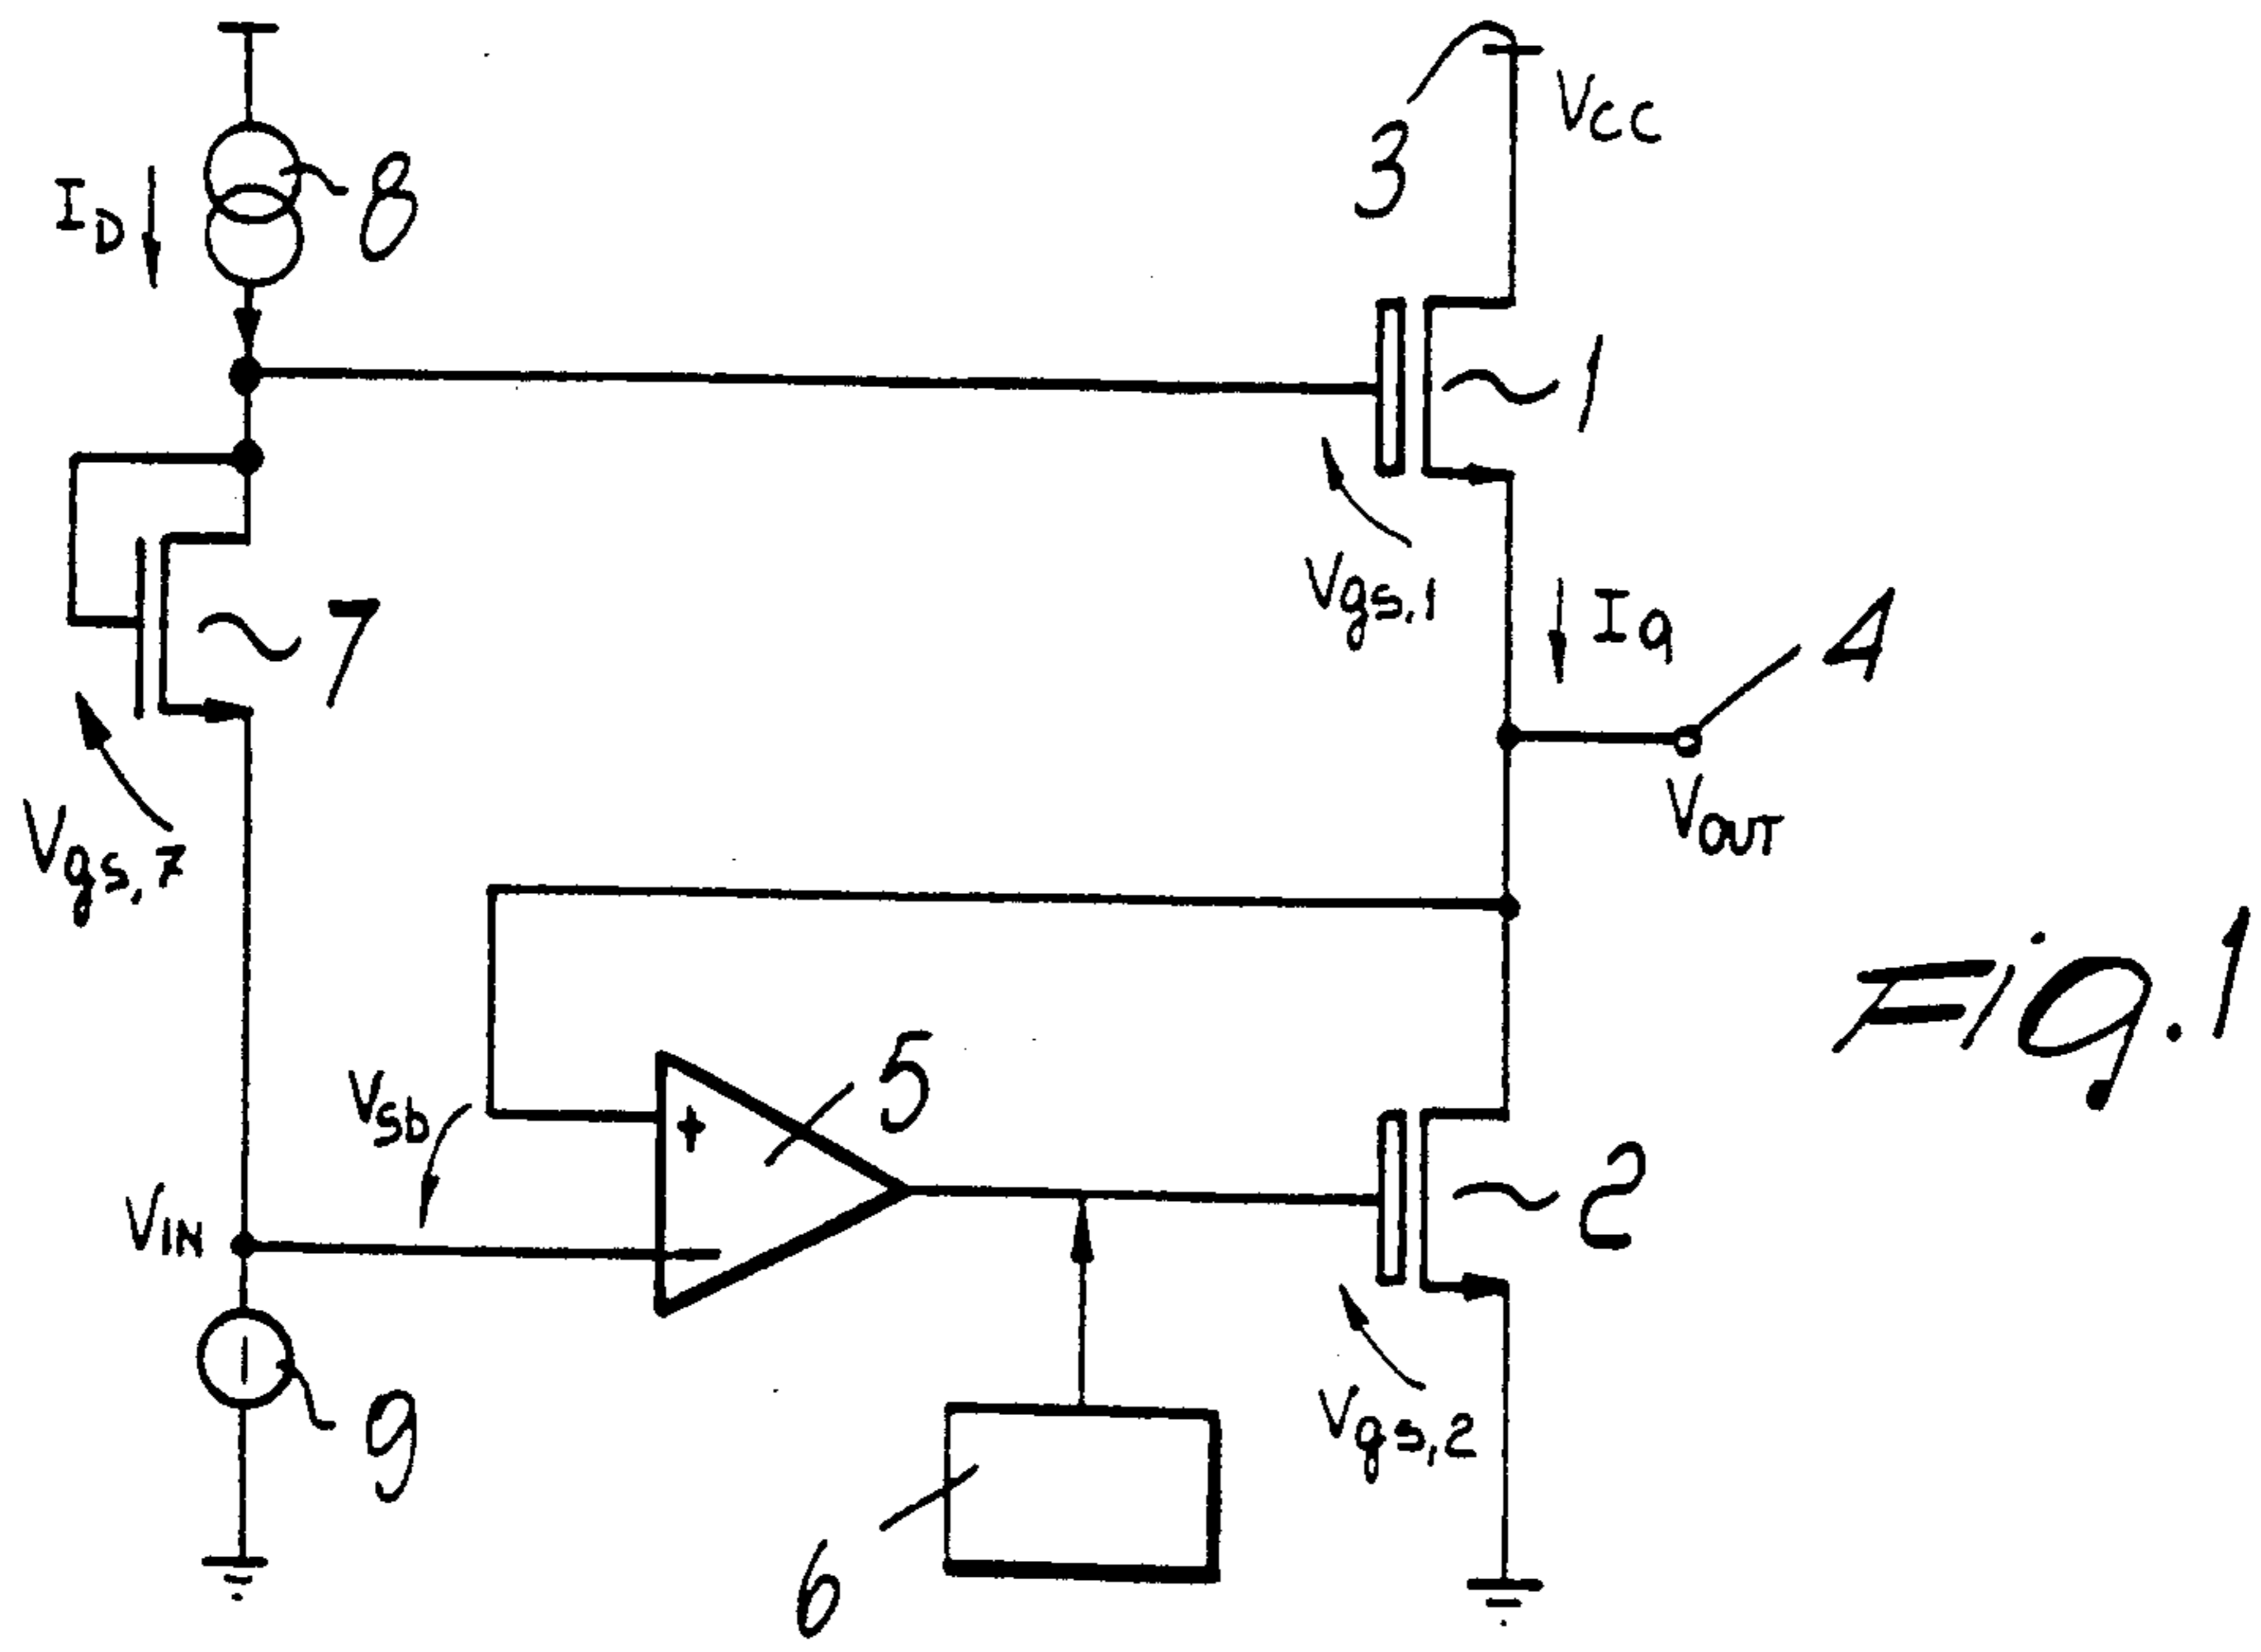 3
VCC
ID
8
1
Vgs,1
Iq
4
7
VOUT
Vgs,7
Fig.1
5
Vsb
+
2
VIN
−
9
Vgs,2
6